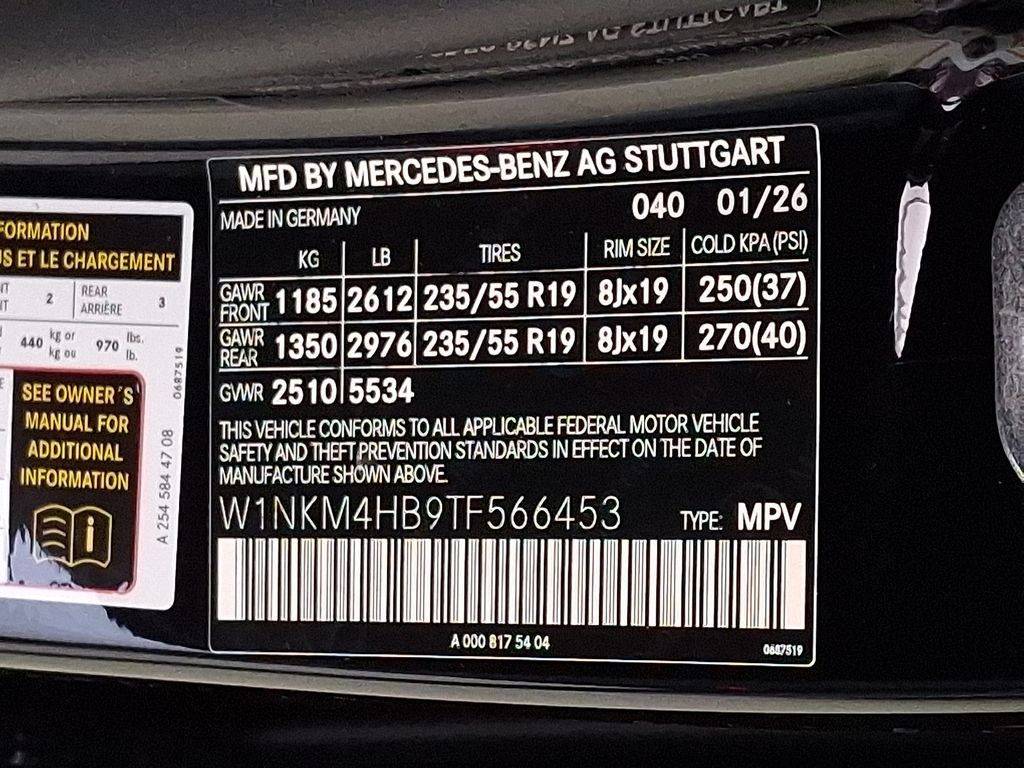 MFD BY MERCEDES-BENZ AG STUTTGART
MADE IN GERMANY 040 01/26
KG LB TIRES RIM SIZE COLD KPA (PSI)
GAWR FRONT 1185 2612 235/55 R19 8Jx19 250(37)
GAWR REAR 1350 2976 235/55 R19 8Jx19 270(40)
GVWR 2510 5534
THIS VEHICLE CONFORMS TO ALL APPLICABLE FEDERAL MOTOR VEHICLE
SAFETY AND THEFT PREVENTION STANDARDS IN EFFECT ON THE DATE OF
MANUFACTURE SHOWN ABOVE.
W1NKM4HB9TF566453 TYPE: MPV
A 000 817 54 04
0687519
ET LE CHARGEMENT
2 REAR ARRIÈRE 3
440 kg or kg ou 970 lbs. lb.
SEE OWNER'S
MANUAL FOR
ADDITIONAL
INFORMATION
A 254 584 47 08
0687519